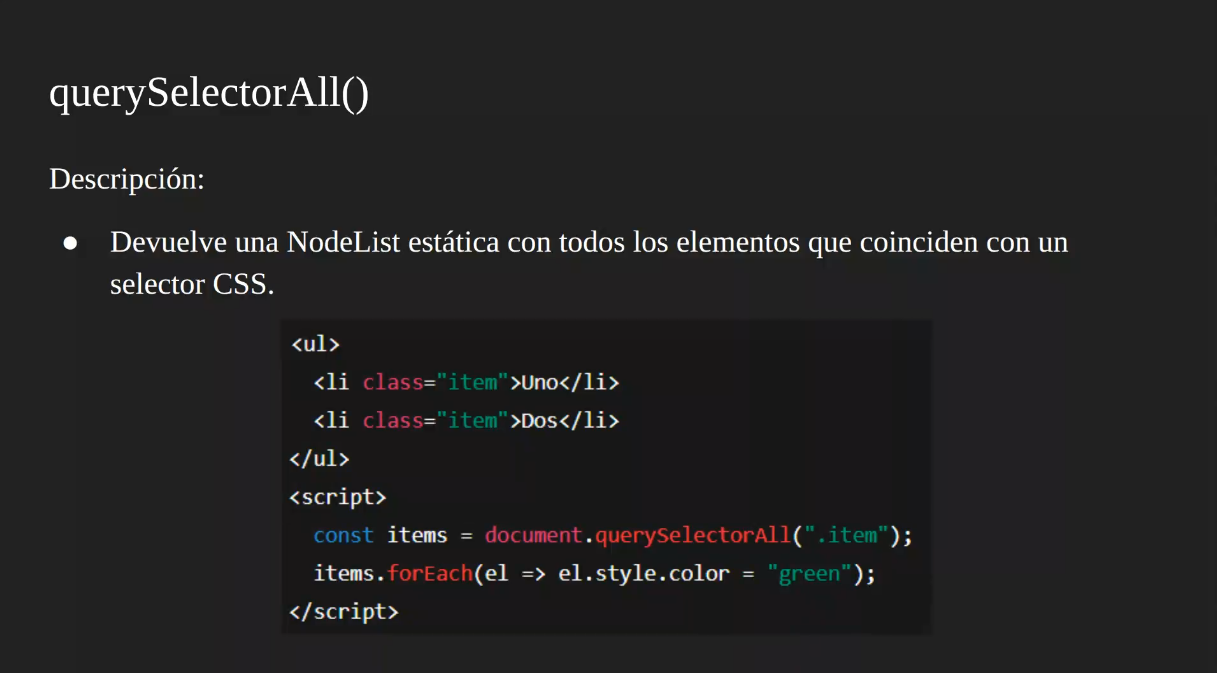 querySelectorAll()
Descripción:
● Devuelve una NodeList estática con todos los elementos que coinciden con un
selector CSS.
<ul>
  <li class="item">Uno</li>
  <li class="item">Dos</li>
</ul>
<script>
  const items = document.querySelectorAll(".item");
  items.forEach(el => el.style.color = "green");
</script>